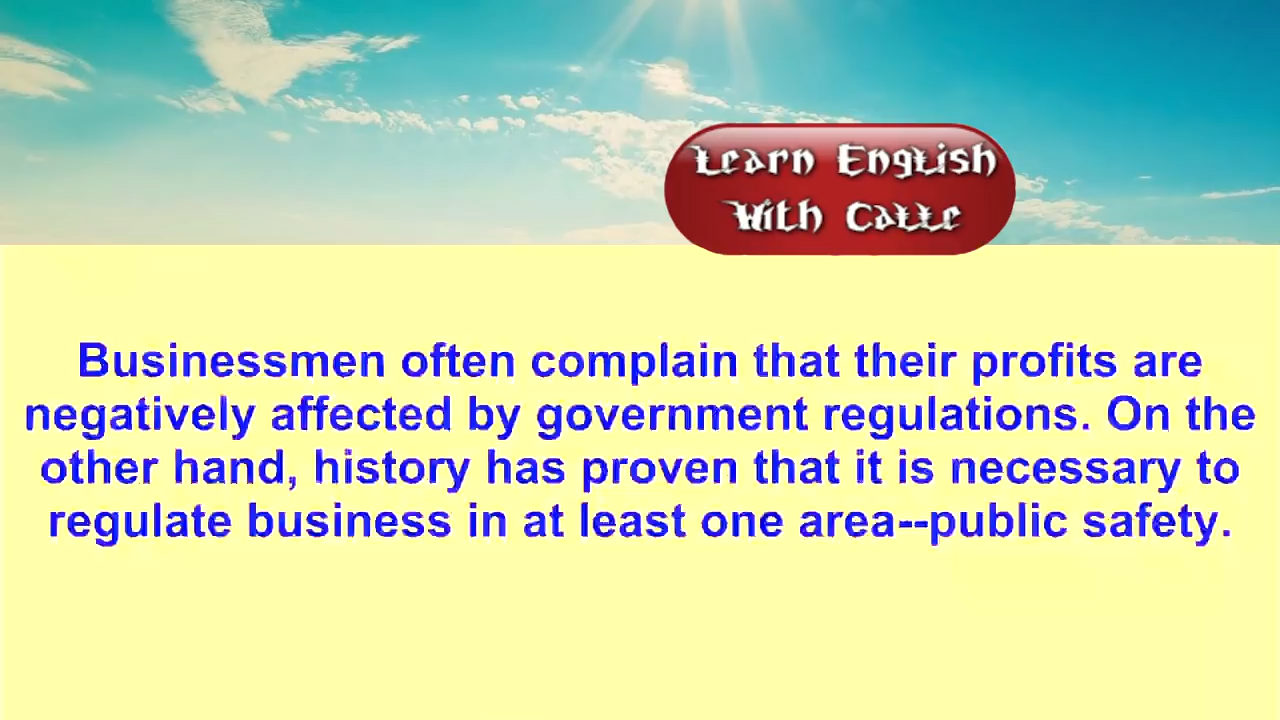 Learn English
With Catte
Businessmen often complain that their profits are
negatively affected by government regulations. On the
other hand, history has proven that it is necessary to
regulate business in at least one area--public safety.